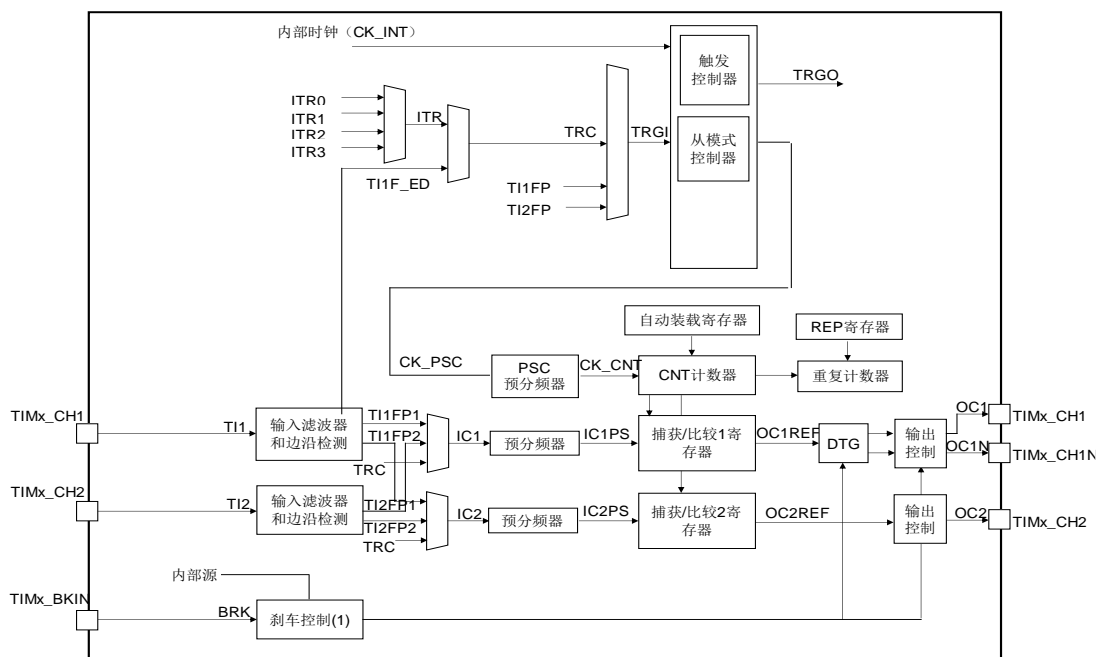 内部时钟（CK_INT）
触发
控制器
TRGO
ITR0
ITR1
ITR2
ITR3
ITR
TRC
TRGI
从模式
控制器
TI1F_ED
TI1FP
TI2FP
自动装载寄存器
REP寄存器
CK_PSC
PSC
预分频器
CK_CNT
CNT计数器
重复计数器
TIMx_CH1
TI1
输入滤波器
和边沿检测
TI1FP1
TI1FP2
TRC
IC1
预分频器
IC1PS
捕获/比较1寄
存器
OC1REF
DTG
输出
控制
OC1
OC1N
TIMx_CH1
TIMx_CH1N
TIMx_CH2
TI2
输入滤波器
和边沿检测
TI2FP1
TI2FP2
TRC
IC2
预分频器
IC2PS
捕获/比较2寄
存器
OC2REF
输出
控制
OC2
TIMx_CH2
内部源
TIMx_BKIN
BRK
刹车控制(1)